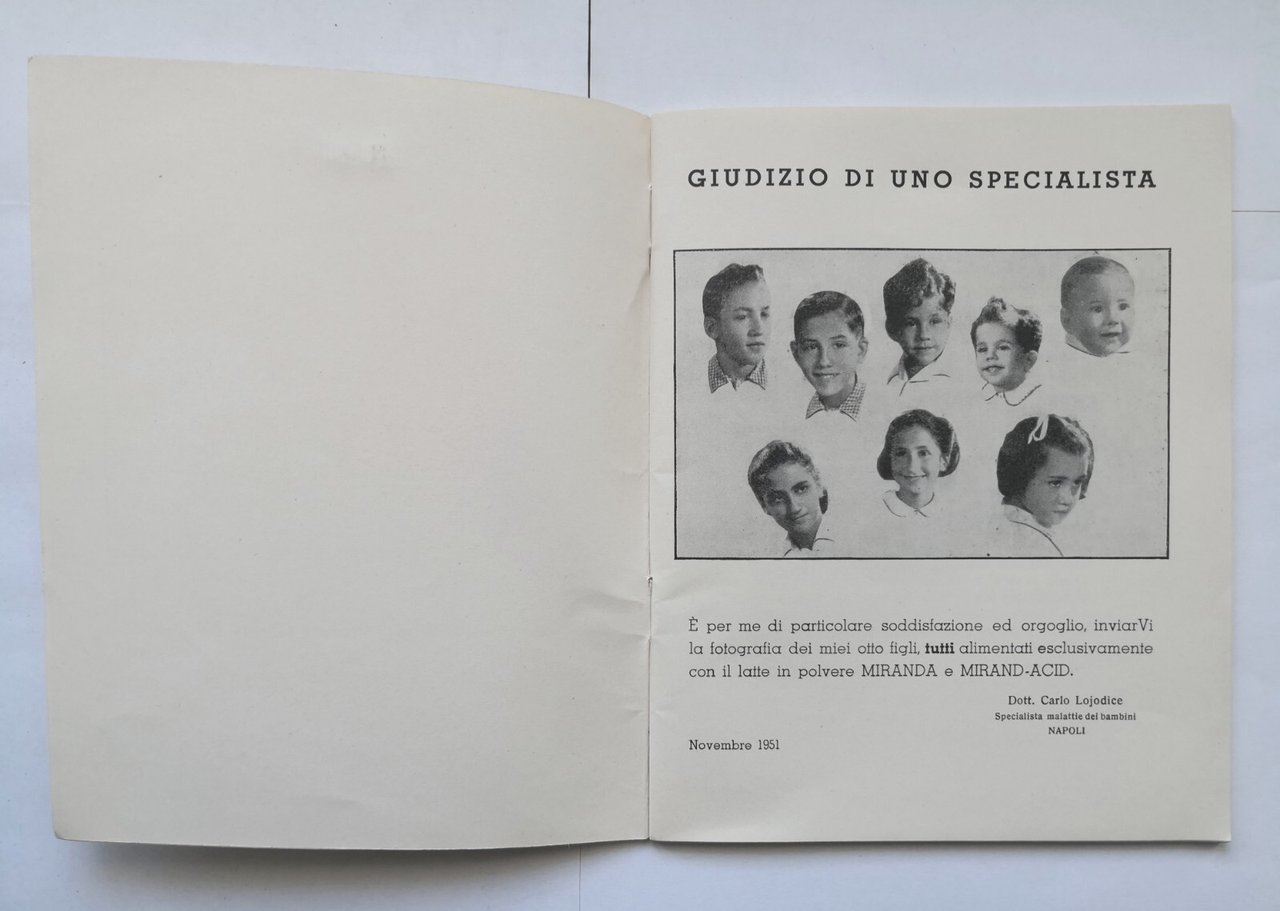 GIUDIZIO DI UNO SPECIALISTA
È per me di particolare soddisfazione ed orgoglio, inviarVi
la fotografia dei miei otto figli, tutti alimentati esclusivamente
con il latte in polvere MIRANDA e MIRAND-ACID.
Dott. Carlo Lojodice
Specialista malattie dei bambini
NAPOLI
Novembre 1951